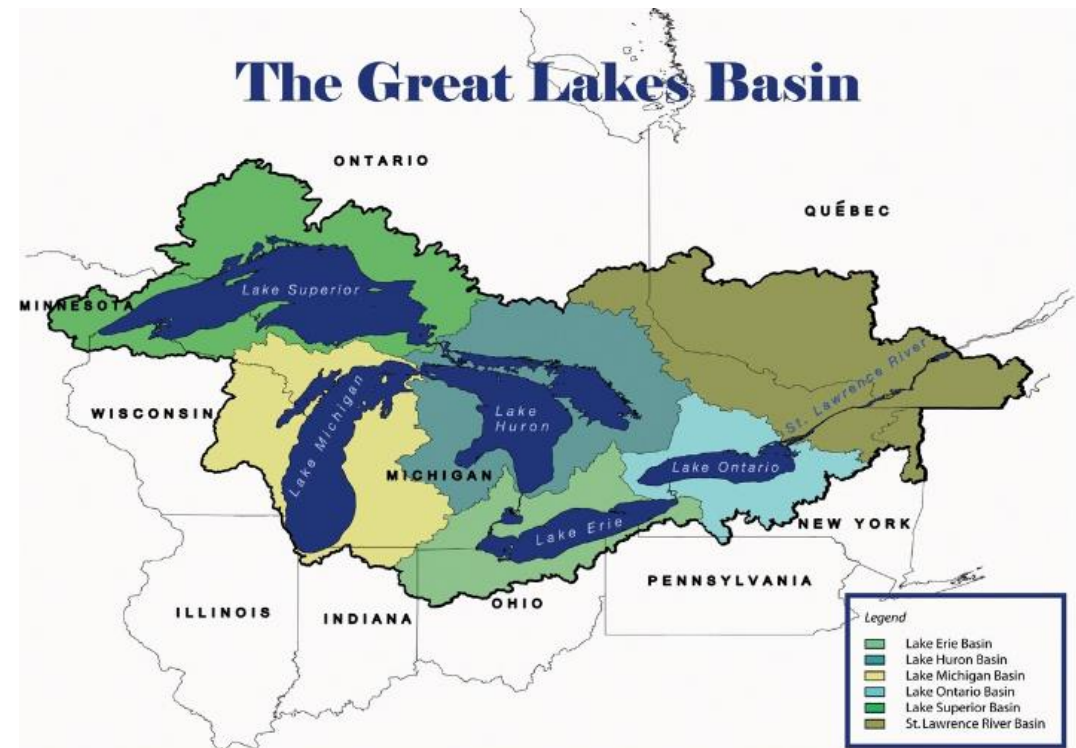 The Great Lakes Basin
ONTARIO
QUÉBEC
Lake Superior
MINNESOTA
St. Lawrence River
WISCONSIN
Lake Michigan
Lake
Huron
MICHIGAN
Lake Ontario
Lake Erie
NEW YORK
PENNSYLVANIA
ILLINOIS
INDIANA
OHIO
Legend
Lake Erie Basin
Lake Huron Basin
Lake Michigan Basin
Lake Ontario Basin
Lake Superior Basin
St. Lawrence River Basin